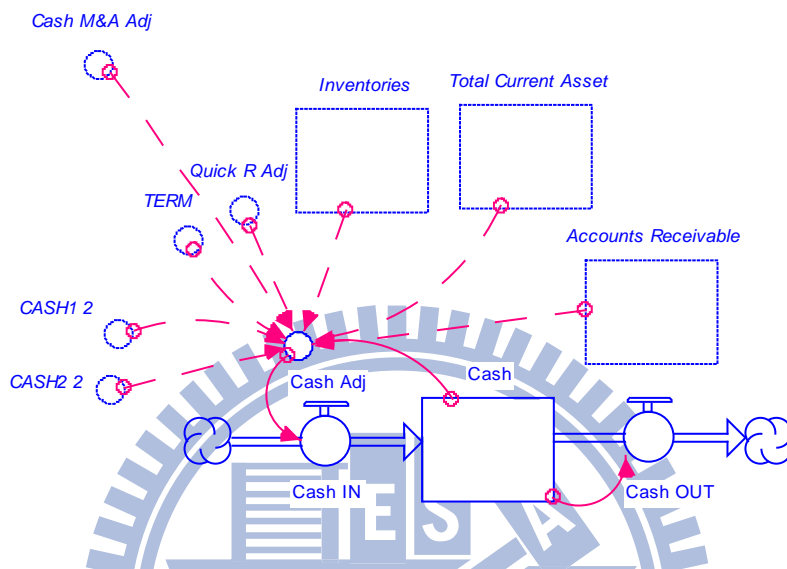 Cash M&A Adj
Inventories
Total Current Asset
Quick R Adj
TERM
Accounts Receivable
CASH1 2
CASH2 2
Cash Adj
Cash
Cash IN
Cash OUT
E S A